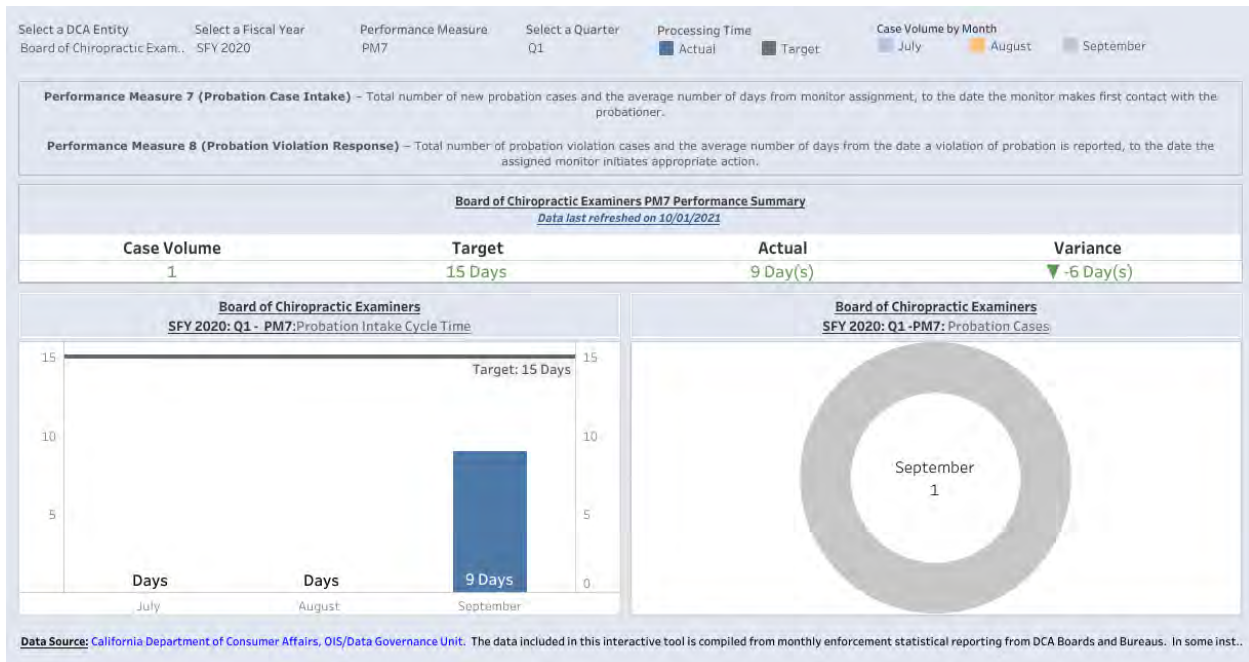 Select a DCA Entity
Select a Fiscal Year
Performance Measure
Select a Quarter
Processing Time
Case Volume by Month
Board of Chiropractic Exam..
SFY 2020
PM7
Q1
Actual
Target
July
August
September
Performance Measure 7 (Probation Case Intake) – Total number of new probation cases and the average number of days from monitor assignment, to the date the monitor makes first contact with the
probationer.
Performance Measure 8 (Probation Violation Response) – Total number of probation violation cases and the average number of days from the date a violation of probation is reported, to the date the
assigned monitor initiates appropriate action.
Board of Chiropractic Examiners PM7 Performance Summary
Data last refreshed on 10/01/2021
Case Volume Target Actual Variance
1 15 Days 9 Day(s) ▼ -6 Day(s)
Board of Chiropractic Examiners
SFY 2020: Q1 - PM7:Probation Intake Cycle Time
15 15
Target: 15 Days
10 10
5 5
0
Days Days 9 Days
July August September
Board of Chiropractic Examiners
SFY 2020: Q1 -PM7: Probation Cases
September
1
Data Source: California Department of Consumer Affairs, OIS/Data Governance Unit. The data included in this interactive tool is compiled from monthly enforcement statistical reporting from DCA Boards and Bureaus. In some inst..